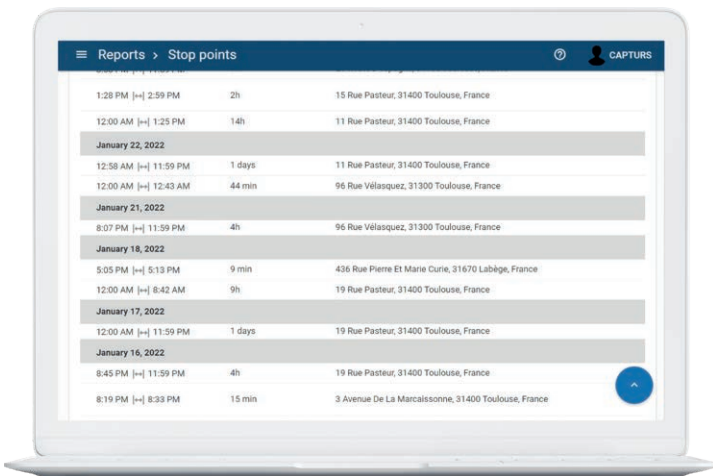 Reports > Stop points
CAPTURS
1:28 PM |↔| 2:59 PM 2h 15 Rue Pasteur, 31400 Toulouse, France
12:00 AM |↔| 1:25 PM 14h 11 Rue Pasteur, 31400 Toulouse, France
January 22, 2022
12:58 AM |↔| 11:59 PM 1 days 11 Rue Pasteur, 31400 Toulouse, France
12:00 AM |↔| 12:43 AM 44 min 96 Rue Vélasquez, 31300 Toulouse, France
January 21, 2022
8:07 PM |↔| 11:59 PM 4h 96 Rue Vélasquez, 31300 Toulouse, France
January 18, 2022
5:05 PM |↔| 5:13 PM 9 min 436 Rue Pierre Et Marie Curie, 31670 Labège, France
12:00 AM |↔| 8:42 AM 9h 19 Rue Pasteur, 31400 Toulouse, France
January 17, 2022
12:00 AM |↔| 11:59 PM 1 days 19 Rue Pasteur, 31400 Toulouse, France
January 16, 2022
8:45 PM |↔| 11:59 PM 4h 19 Rue Pasteur, 31400 Toulouse, France
8:19 PM |↔| 8:33 PM 15 min 3 Avenue De La Marcaissonne, 31400 Toulouse, France